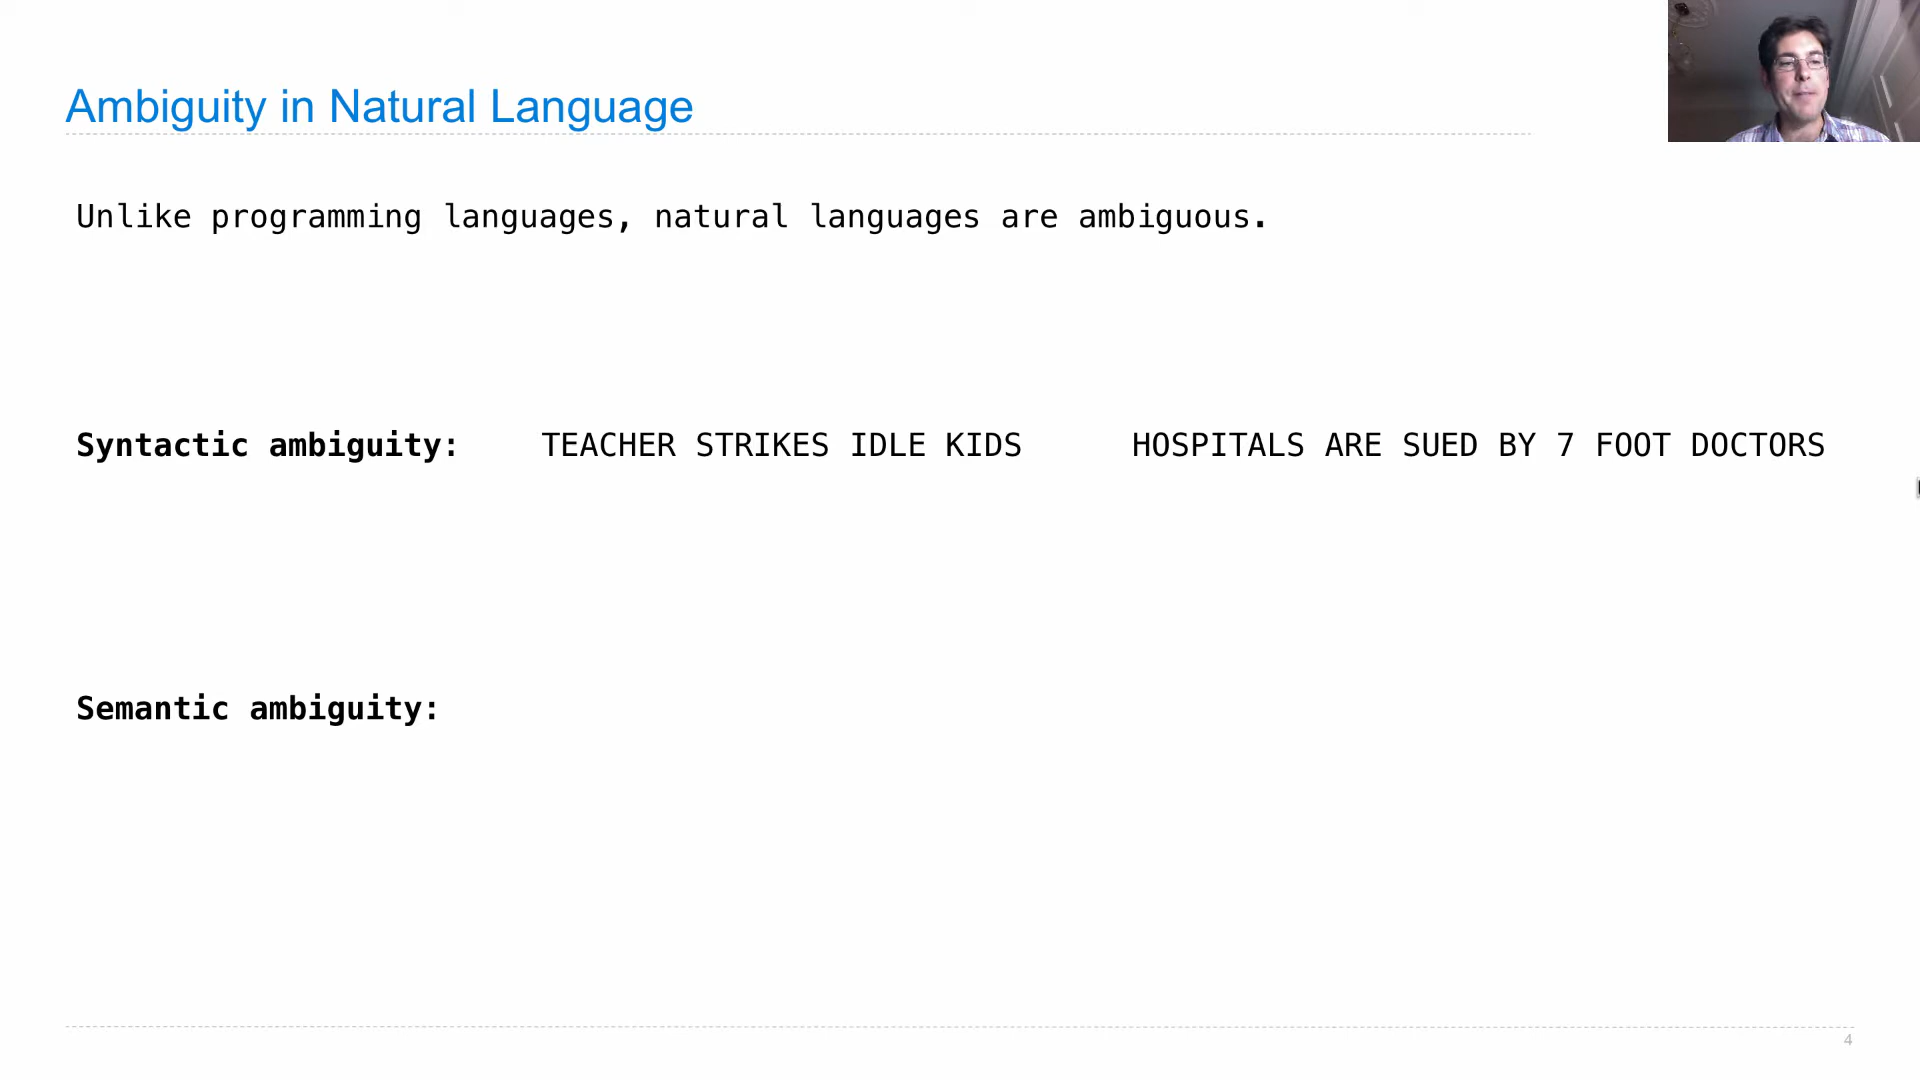 Ambiguity in Natural Language
Unlike programming languages, natural languages are ambiguous.
Syntactic ambiguity: TEACHER STRIKES IDLE KIDS HOSPITALS ARE SUED BY 7 FOOT DOCTORS
Semantic ambiguity:
4